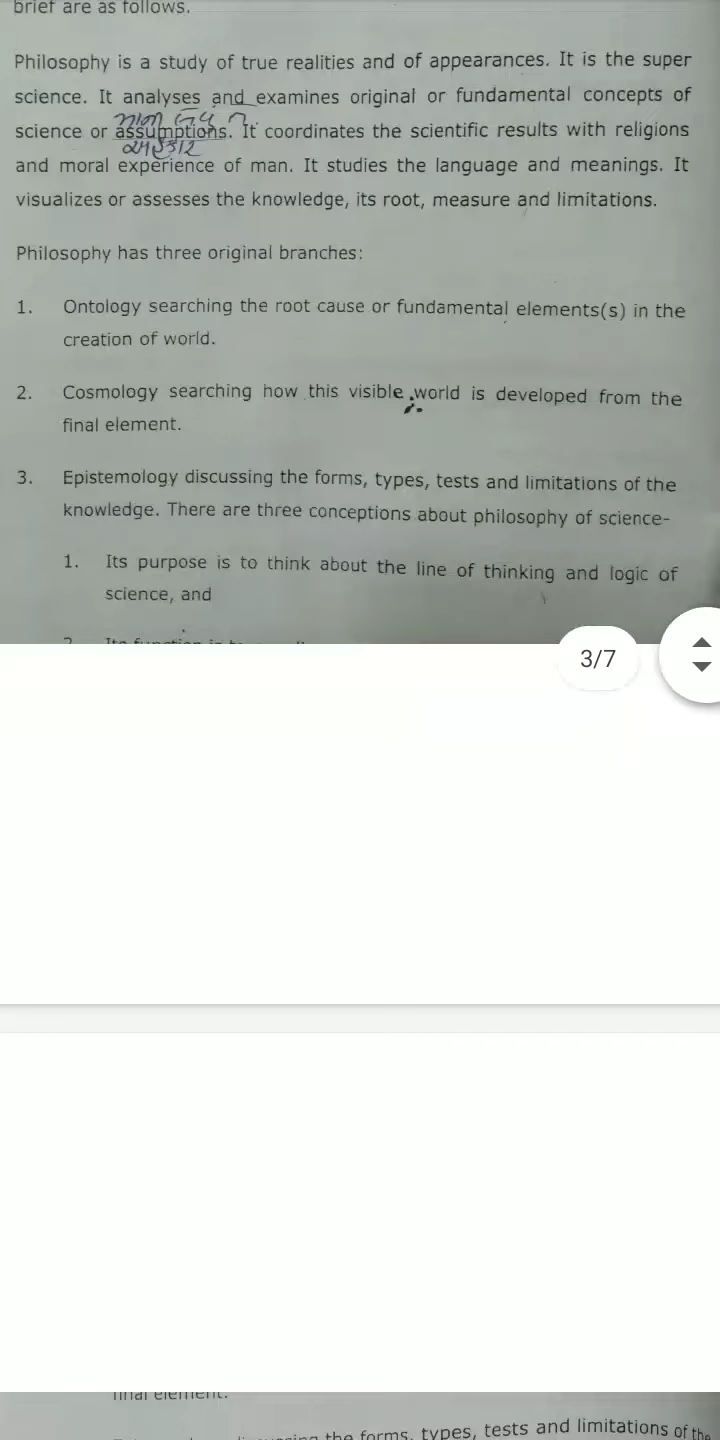 brief are as follows.
Philosophy is a study of true realities and of appearances. It is the super
science. It analyses and examines original or fundamental concepts of
science or assumptions. It coordinates the scientific results with religions
and moral experience of man. It studies the language and meanings. It
visualizes or assesses the knowledge, its root, measure and limitations.
Philosophy has three original branches:
1. Ontology searching the root cause or fundamental elements(s) in the
creation of world.
2. Cosmology searching how this visible world is developed from the
final element.
3. Epistemology discussing the forms, types, tests and limitations of the
knowledge. There are three conceptions about philosophy of science-
1. Its purpose is to think about the line of thinking and logic of
science, and
3/7
final element.
the forms, types, tests and limitations of the